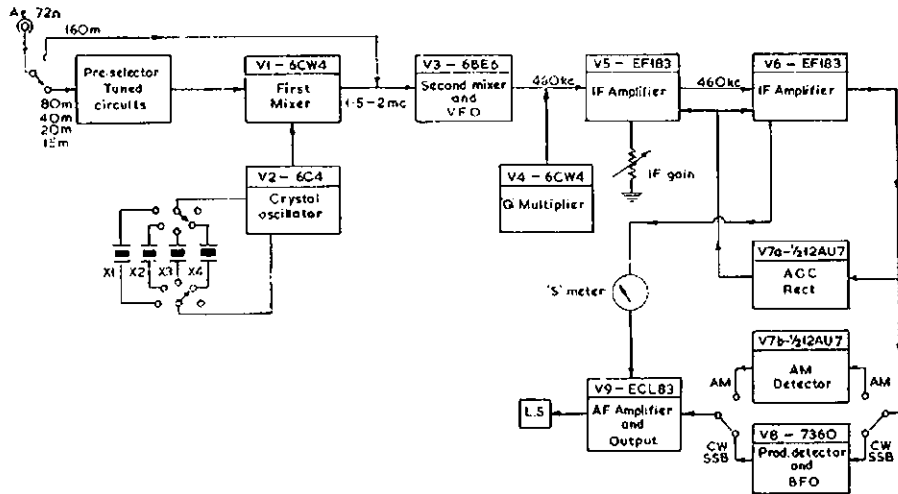 Ae 72Ω
160m
Pre-selector
Tuned
circuits
80m
40m
20m
15m
V1 - 6CW4
First
Mixer
1·5-2mc
V3 - 6BE6
Second mixer
and
VFO
460kc
V5 - EF183
IF Amplifier
460kc
V6 - EF183
IF Amplifier
IF gain
V4 - 6CW4
Q Multiplier
V2 - 6C4
Crystal
oscillator
X1 X2 X3 X4
'S' meter
V7a-½12AU7
AGC
Rect
V7b-½12AU7
AM
Detector
AM
AM
V9-ECL83
AF Amplifier
and
Output
L.S
V8 - 7360
Prod. detector
and
BFO
CW
SSB
CW
SSB